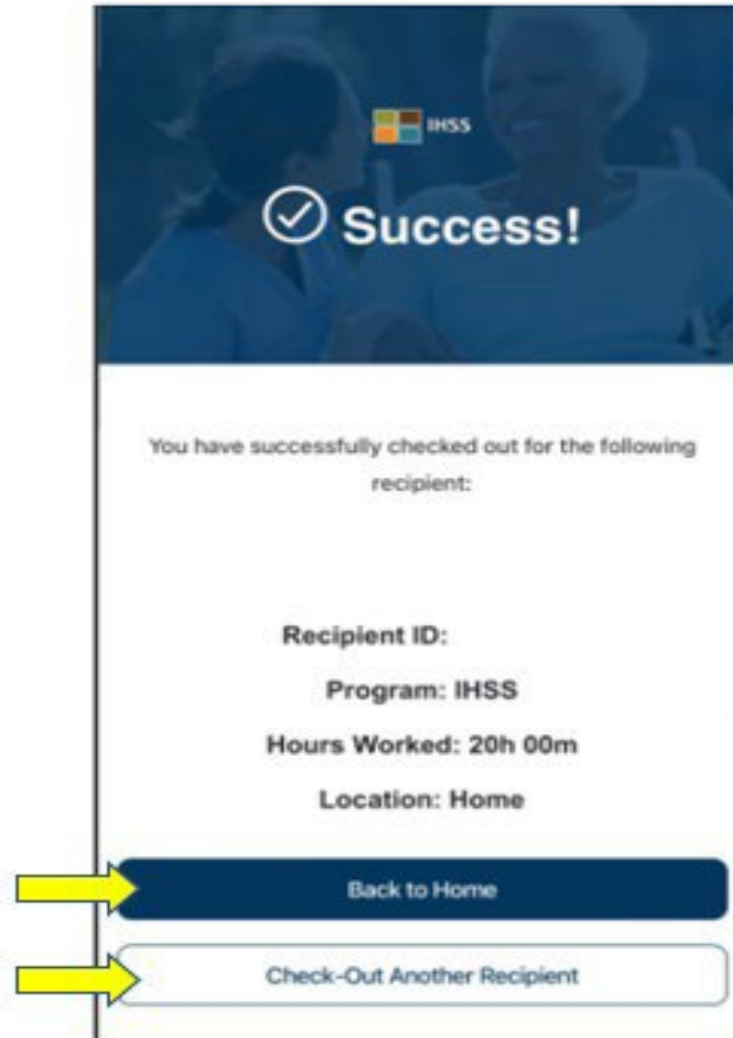 IHSS
Success!
You have successfully checked out for the following
recipient:
Recipient ID:
Program: IHSS
Hours Worked: 20h 00m
Location: Home
Back to Home
Check-Out Another Recipient